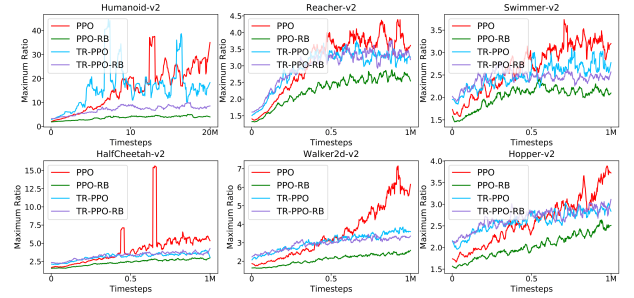 Humanoid-v2
Maximum Ratio
40
30
20
10
0
PPO
PPO-RB
TR-PPO
TR-PPO-RB
0
10
20M
Timesteps
Reacher-v2
Maximum Ratio
4.5
4.0
3.5
3.0
2.5
2.0
1.5
PPO
PPO-RB
TR-PPO
TR-PPO-RB
0
0.5
1M
Timesteps
Swimmer-v2
Maximum Ratio
4.0
3.5
3.0
2.5
2.0
1.5
PPO
PPO-RB
TR-PPO
TR-PPO-RB
0
0.5
1M
Timesteps
HalfCheetah-v2
Maximum Ratio
15.0
12.5
10.0
7.5
5.0
2.5
PPO
PPO-RB
TR-PPO
TR-PPO-RB
0
0.5
1M
Timesteps
Walker2d-v2
Maximum Ratio
7
6
5
4
3
2
PPO
PPO-RB
TR-PPO
TR-PPO-RB
0
0.5
1M
Timesteps
Hopper-v2
Maximum Ratio
4.0
3.5
3.0
2.5
2.0
1.5
PPO
PPO-RB
TR-PPO
TR-PPO-RB
0
0.5
1M
Timesteps